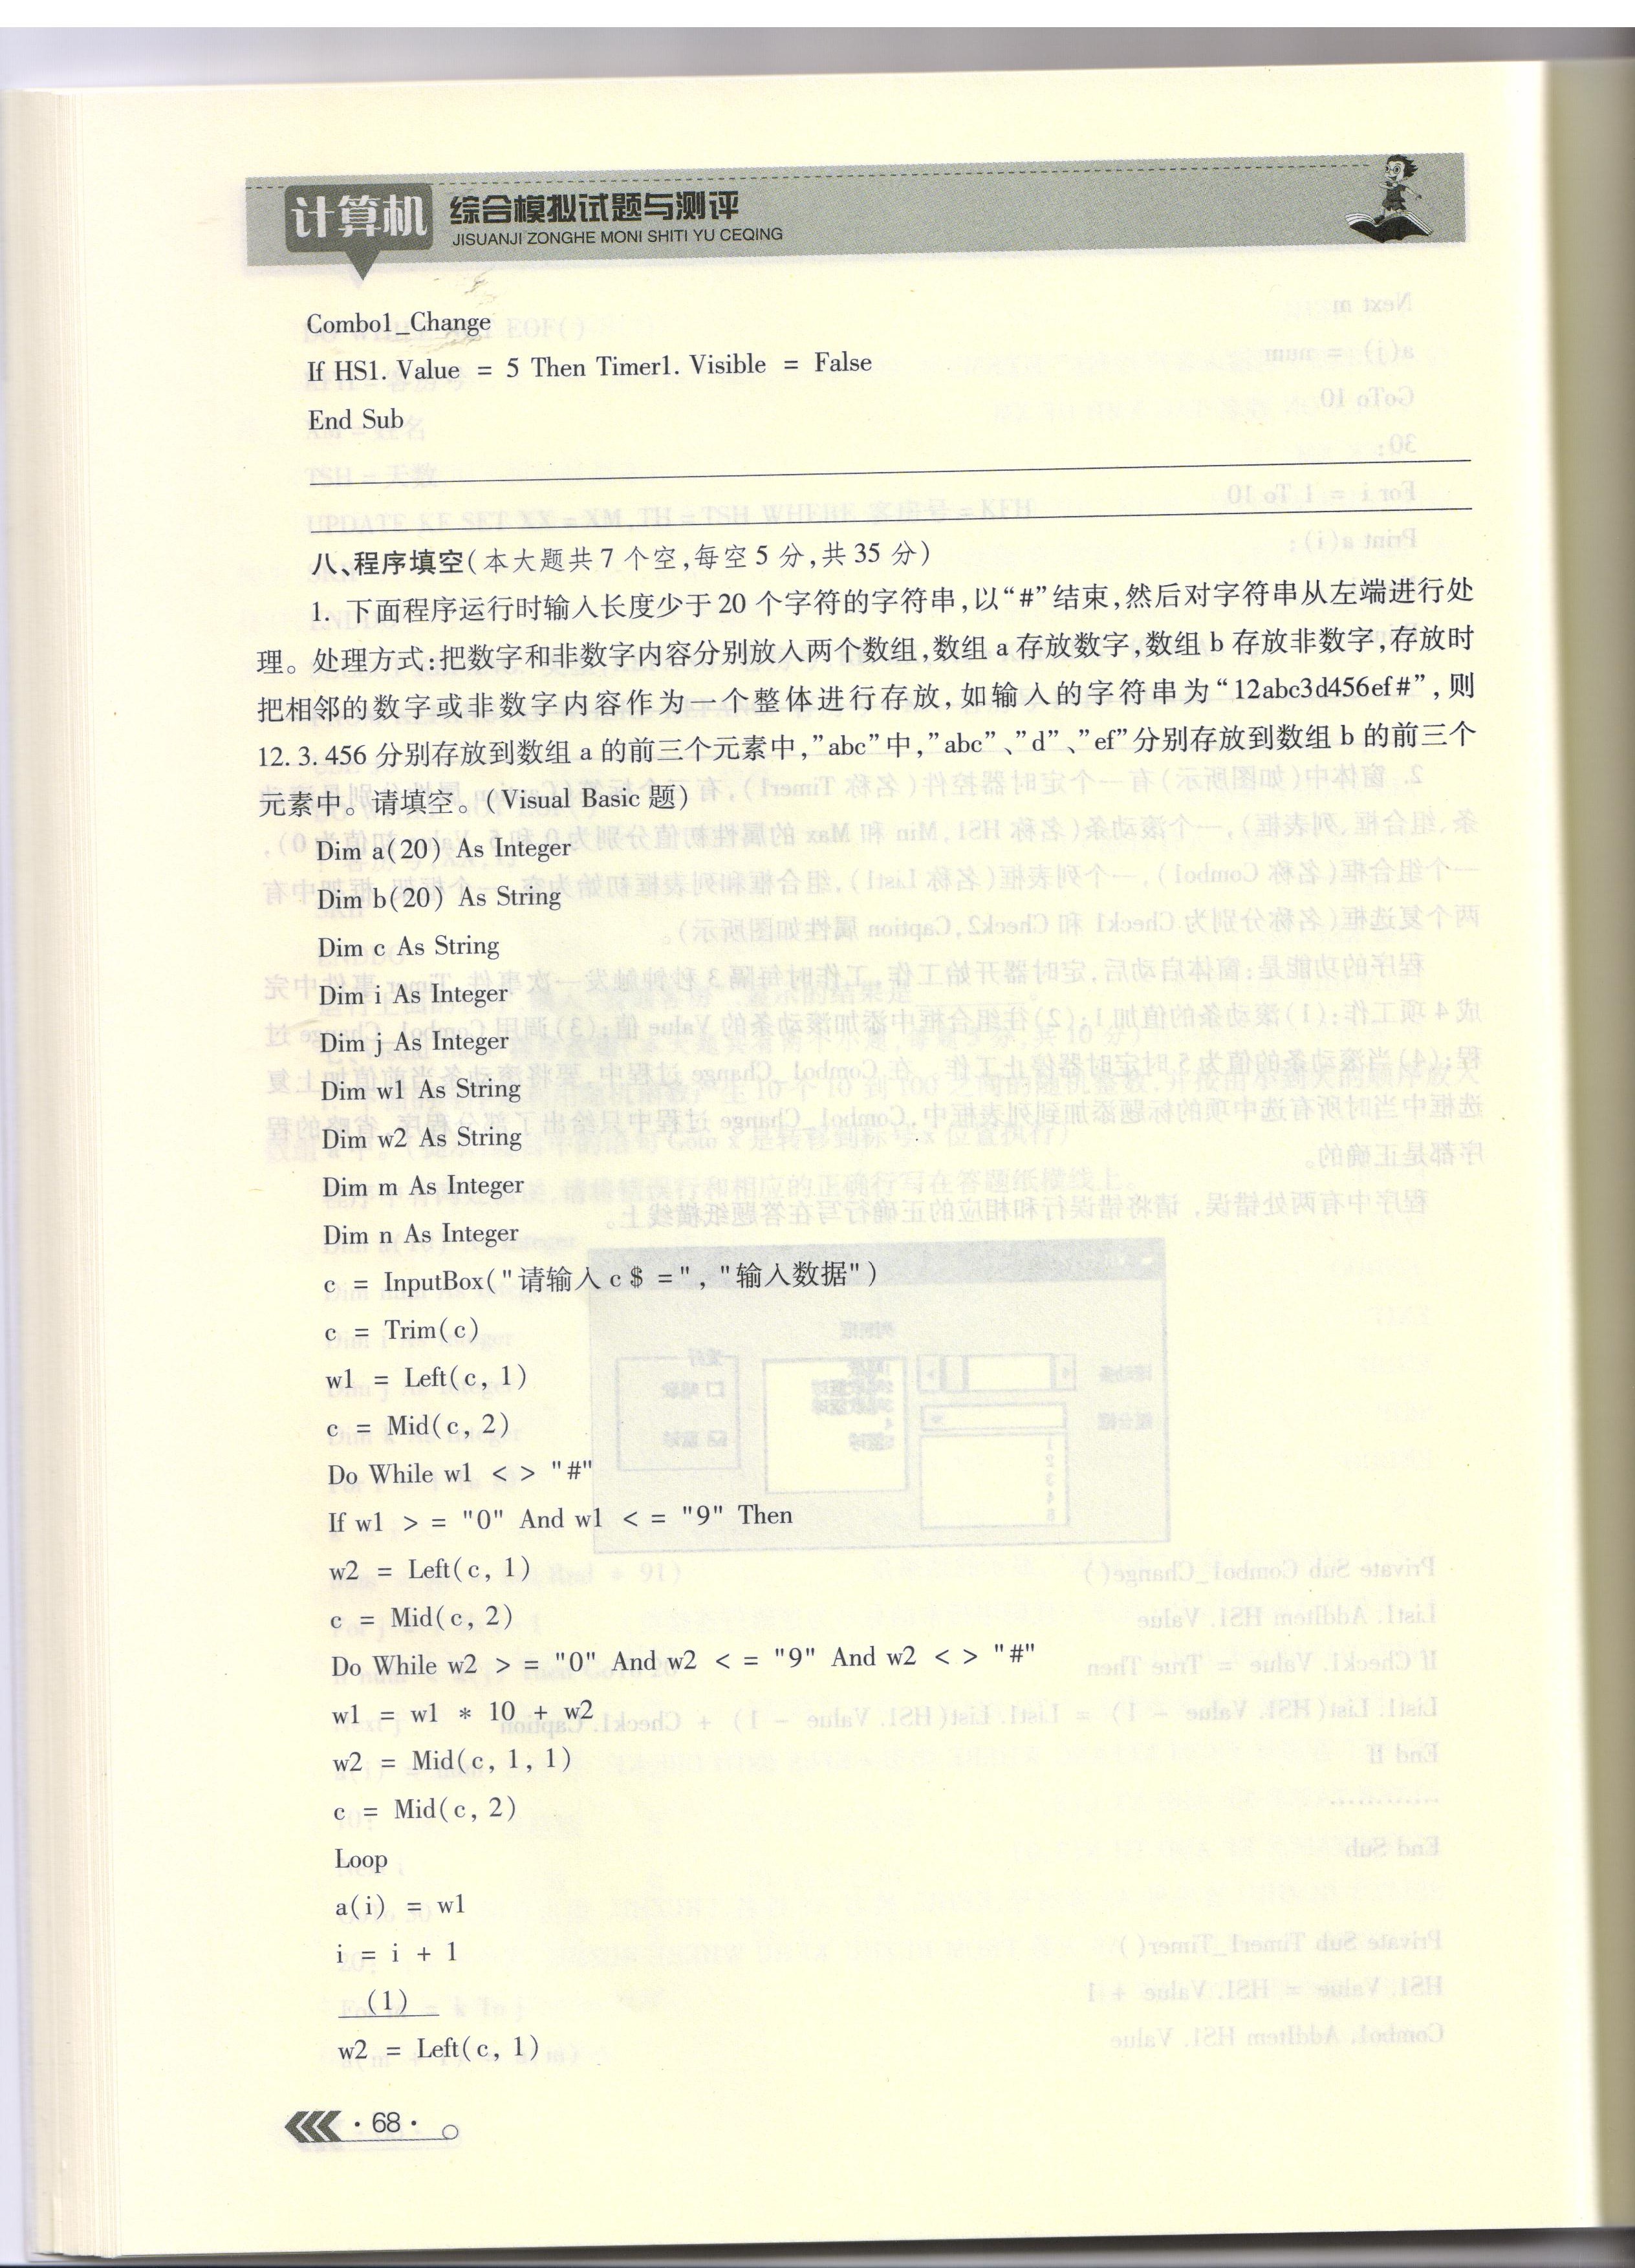 计算机 综合模拟试题与测评
JISUANJI ZONGHE MONI SHITI YU CEQING
Combo1_Change
If HS1. Value = 5 Then Timer1. Visible = False
End Sub
八、程序填空(本大题共7个空,每空5分,共35分)
1. 下面程序运行时输入长度少于20个字符的字符串,以“#”结束,然后对字符串从左端进行处
理。处理方式:把数字和非数字内容分别放入两个数组,数组a存放数字,数组b存放非数字,存放时
把相邻的数字或非数字内容作为一个整体进行存放,如输入的字符串为“12abc3d456ef#”,则
12. 3. 456 分别存放到数组a的前三个元素中,”abc”中,”abc”、”d”、”ef”分别存放到数组b的前三个
元素中。请填空。(Visual Basic 题)
Dim a(20) As Integer
Dim b(20) As String
Dim c As String
Dim i As Integer
Dim j As Integer
Dim w1 As String
Dim w2 As String
Dim m As Integer
Dim n As Integer
c = InputBox("请输入c$ =", "输入数据")
c = Trim(c)
w1 = Left(c, 1)
c = Mid(c, 2)
Do While w1 < > "#"
If w1 > = "0" And w1 < = "9" Then
w2 = Left(c, 1)
c = Mid(c, 2)
Do While w2 > = "0" And w2 < = "9" And w2 < > "#"
w1 = w1 * 10 + w2
w2 = Mid(c, 1, 1)
c = Mid(c, 2)
Loop
a(i) = w1
i = i + 1
(1)
w2 = Left(c, 1)
·68·